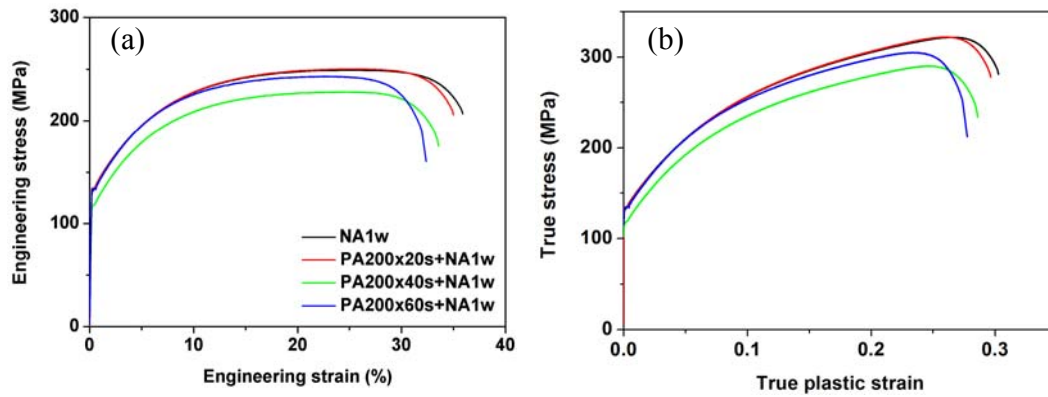 (a)
Engineering stress (MPa)
300
200
100
0
0 10 20 30 40
Engineering strain (%)
NA1w
PA200x20s+NA1w
PA200x40s+NA1w
PA200x60s+NA1w
(b)
True stress (MPa)
300
200
100
0
0.0 0.1 0.2 0.3
True plastic strain